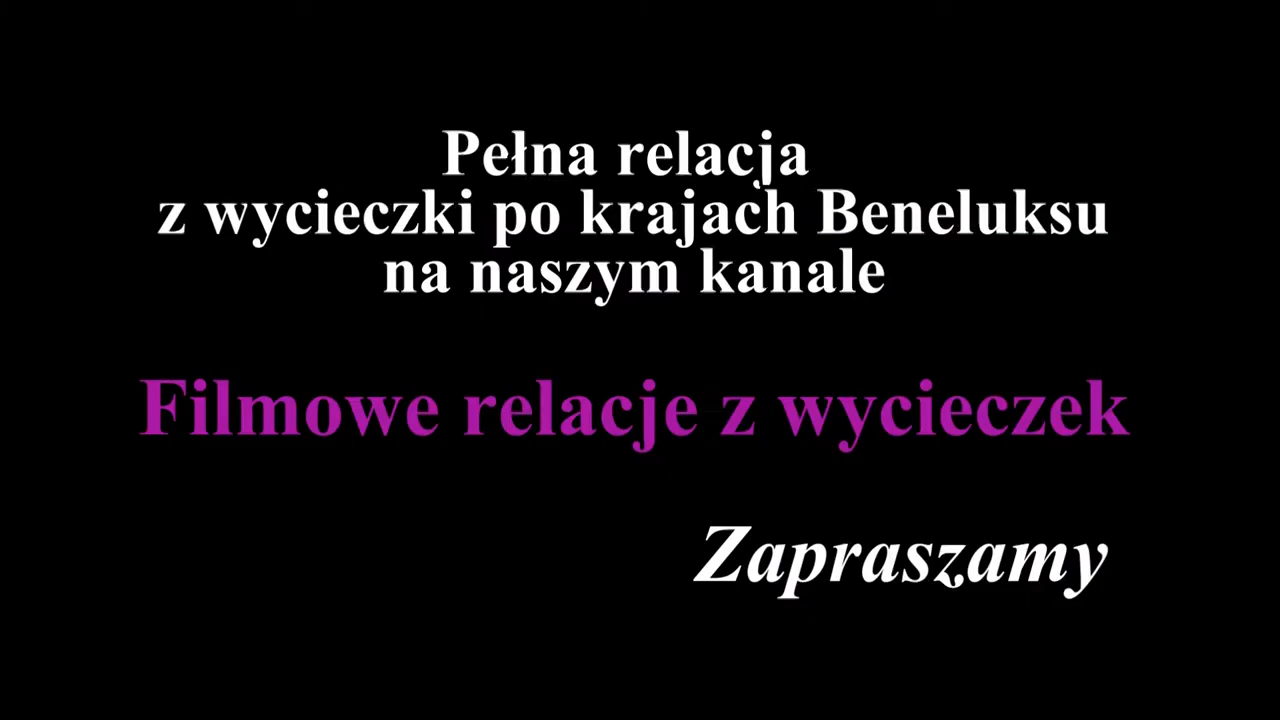 Pełna relacja
z wycieczki po krajach Beneluksu
na naszym kanale
Filmowe relacje z wycieczek
Zapraszamy